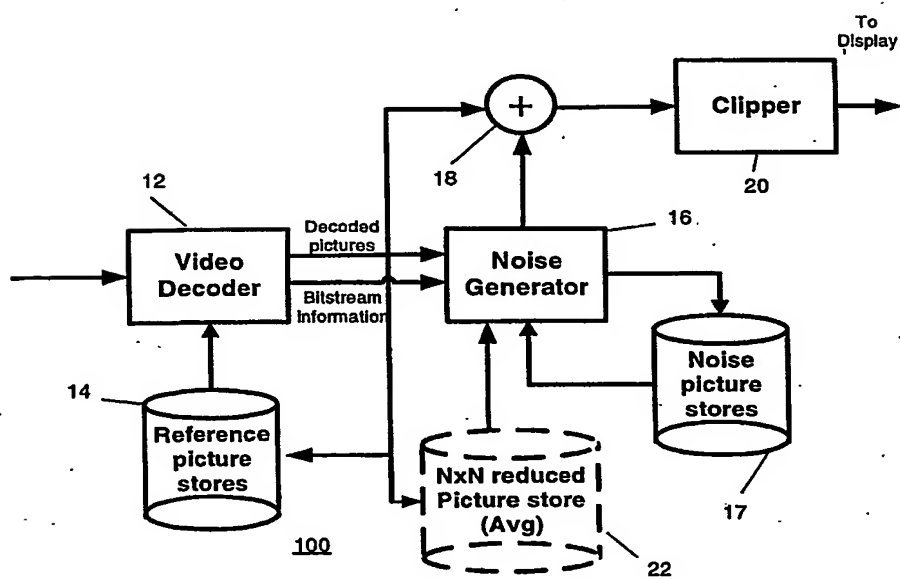 To
Display
Clipper
+
18
20
12
16
Decoded
pictures
Video
Decoder
Noise
Generator
Bitstream
Information
14
Noise
picture
stores
Reference
picture
stores
NxN reduced
Picture store
(Avg)
17
100
22